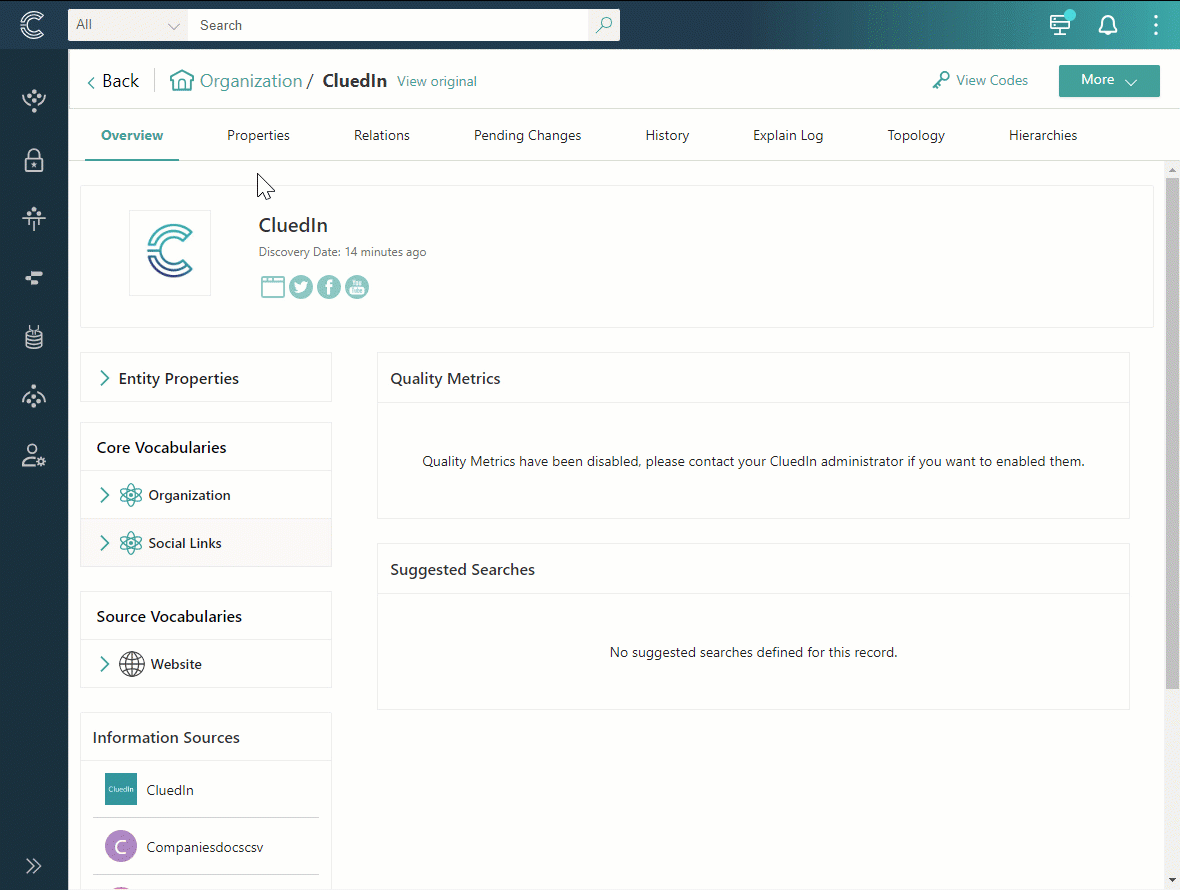 All
Search
Back
Organization / CluedIn View original
View Codes
More
Overview
Properties
Relations
Pending Changes
History
Explain Log
Topology
Hierarchies
CluedIn
Discovery Date: 14 minutes ago
You
Tube
Entity Properties
Core Vocabularies
Organization
Social Links
Source Vocabularies
Website
Information Sources
CluedIn
CluedIn
C
Companiesdocscsv
Quality Metrics
Quality Metrics have been disabled, please contact your CluedIn administrator if you want to enabled them.
Suggested Searches
No suggested searches defined for this record.